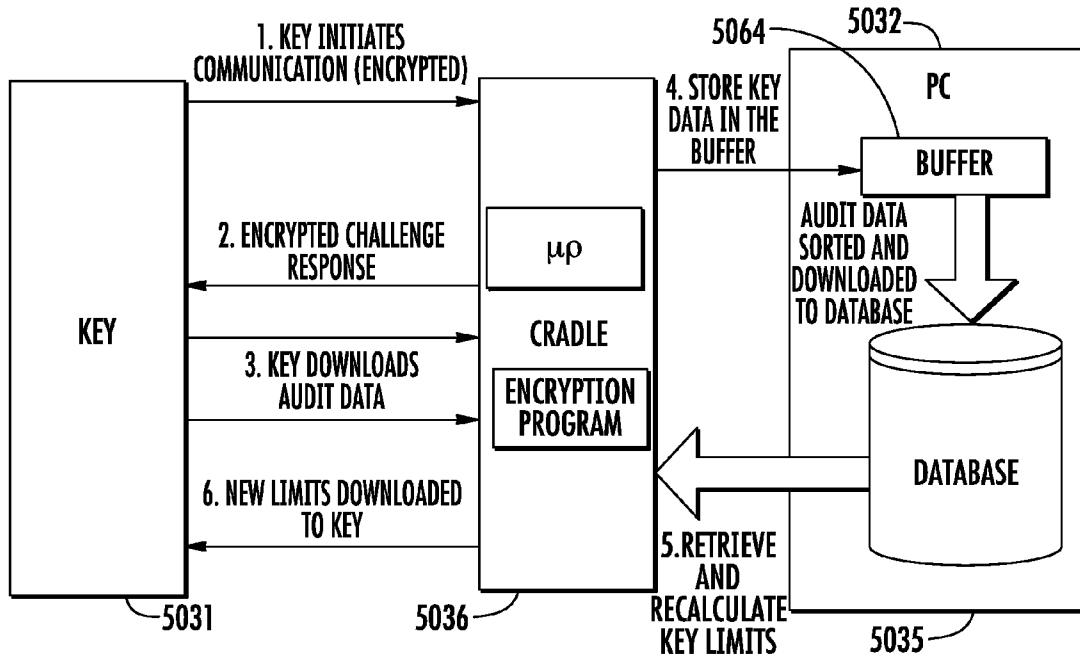 5064
5032
1. KEY INITIATES
COMMUNICATION (ENCRYPTED)
PC
4. STORE KEY
DATA IN THE
BUFFER
BUFFER
2. ENCRYPTED CHALLENGE
RESPONSE
μρ
AUDIT DATA
SORTED AND
DOWNLOADED
TO DATABASE
KEY
CRADLE
3. KEY DOWNLOADS
AUDIT DATA
ENCRYPTION
PROGRAM
DATABASE
6. NEW LIMITS DOWNLOADED
TO KEY
5.RETRIEVE
AND
RECALCULATE
KEY LIMITS
5031
5036
5035